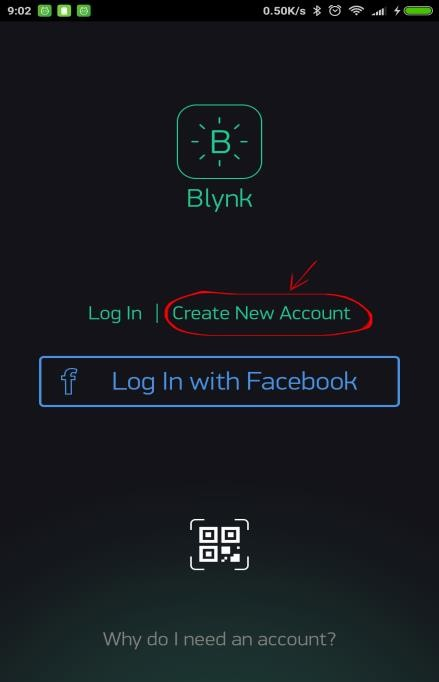 9:02 0.50K/s
B
Blynk
Log In | Create New Account
f Log In with Facebook
Why do I need an account?